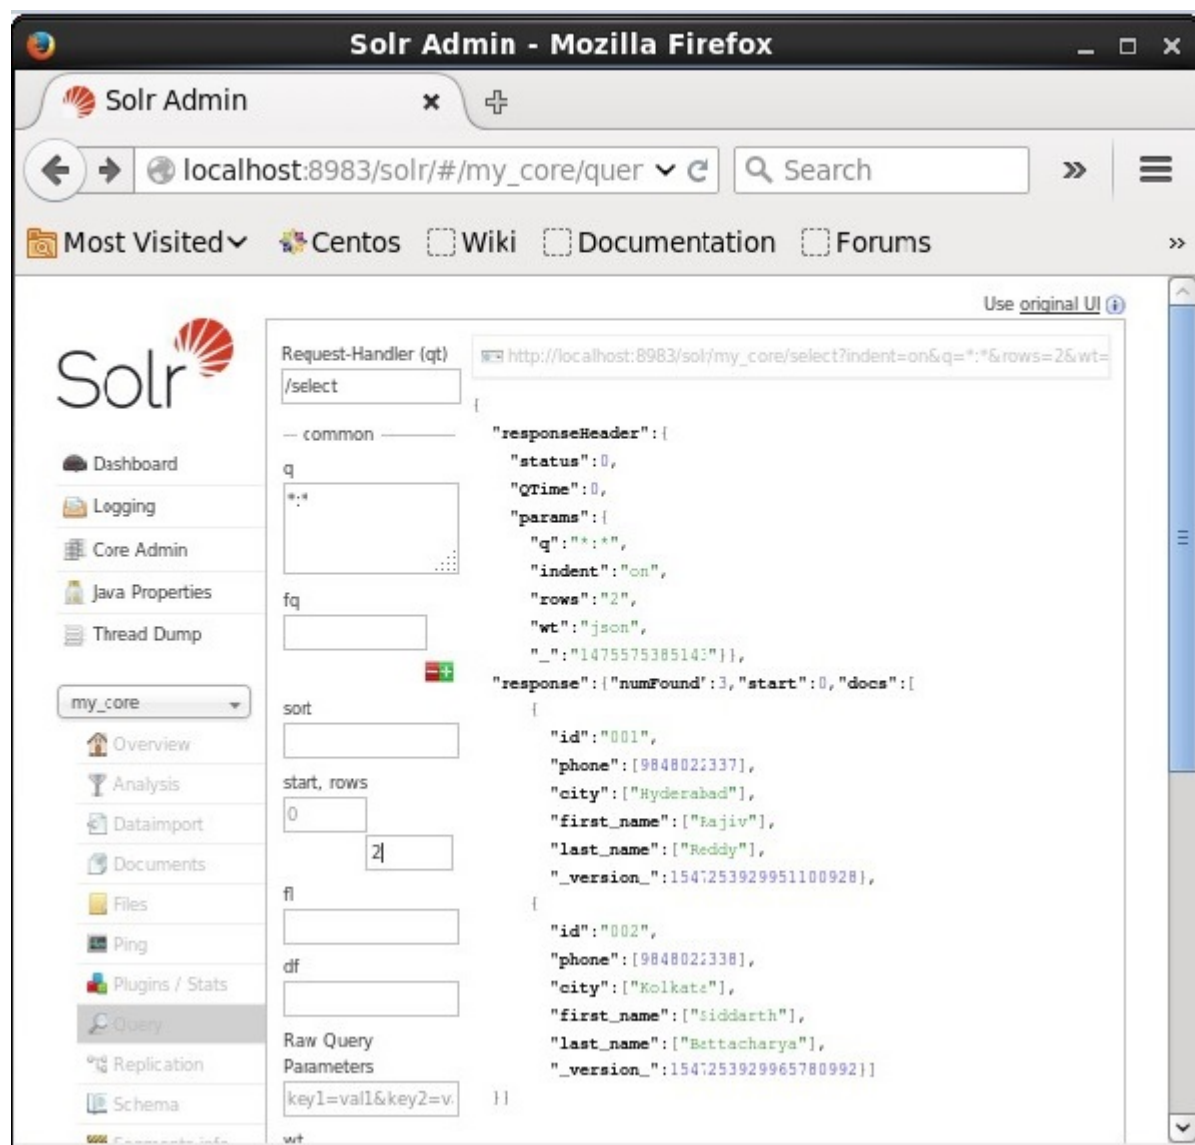 Solr Admin - Mozilla Firefox
Solr Admin
localhost:8983/solr/#/my_core/quer
Search
Most Visited
Centos
Wiki
Documentation
Forums
Use original UI
Solr
Dashboard
Logging
Core Admin
Java Properties
Thread Dump
my_core
Overview
Analysis
Dataimport
Documents
Files
Ping
Plugins / Stats
Query
Replication
Schema
Segments info
Request-Handler (qt)
/select
common
q
*:*
fq
sort
start, rows
0
2
fl
df
Raw Query
Parameters
key1=val1&key2=v
wt
http://localhost:8983/solr/my_core/select?indent=on&q=*:*&rows=2&wt=
{
"responseHeader":{
"status":0,
"QTime":0,
"params":{
"q":"*:*",
"indent":"on",
"rows":"2",
"wt":"json",
"_":"1475575385143"}},
"response":{"numFound":3,"start":0,"docs":[
{
"id":"001",
"phone":[9848022337],
"city":["Hyderabad"],
"first_name":["Rajiv"],
"last_name":["Reddy"],
"_version_":1547253929951100928},
{
"id":"002",
"phone":[9848022338],
"city":["Kolkata"],
"first_name":["Siddarth"],
"last_name":["Battacharya"],
"_version_":1547253929965780992}]
}}